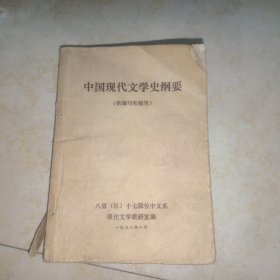 中国现代文学史纲要
(供编写初稿用)
八省(区)十七院校中文系
现代文学教研室编
一九七八年八月